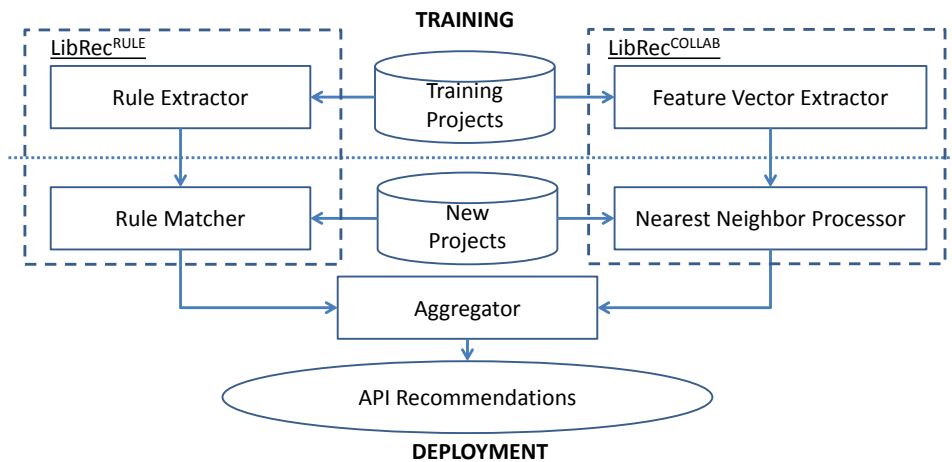 TRAINING
LibRecRULE
LibRecCOLLAB
Rule Extractor
Training
Projects
Feature Vector Extractor
Rule Matcher
New
Projects
Nearest Neighbor Processor
Aggregator
API Recommendations
DEPLOYMENT